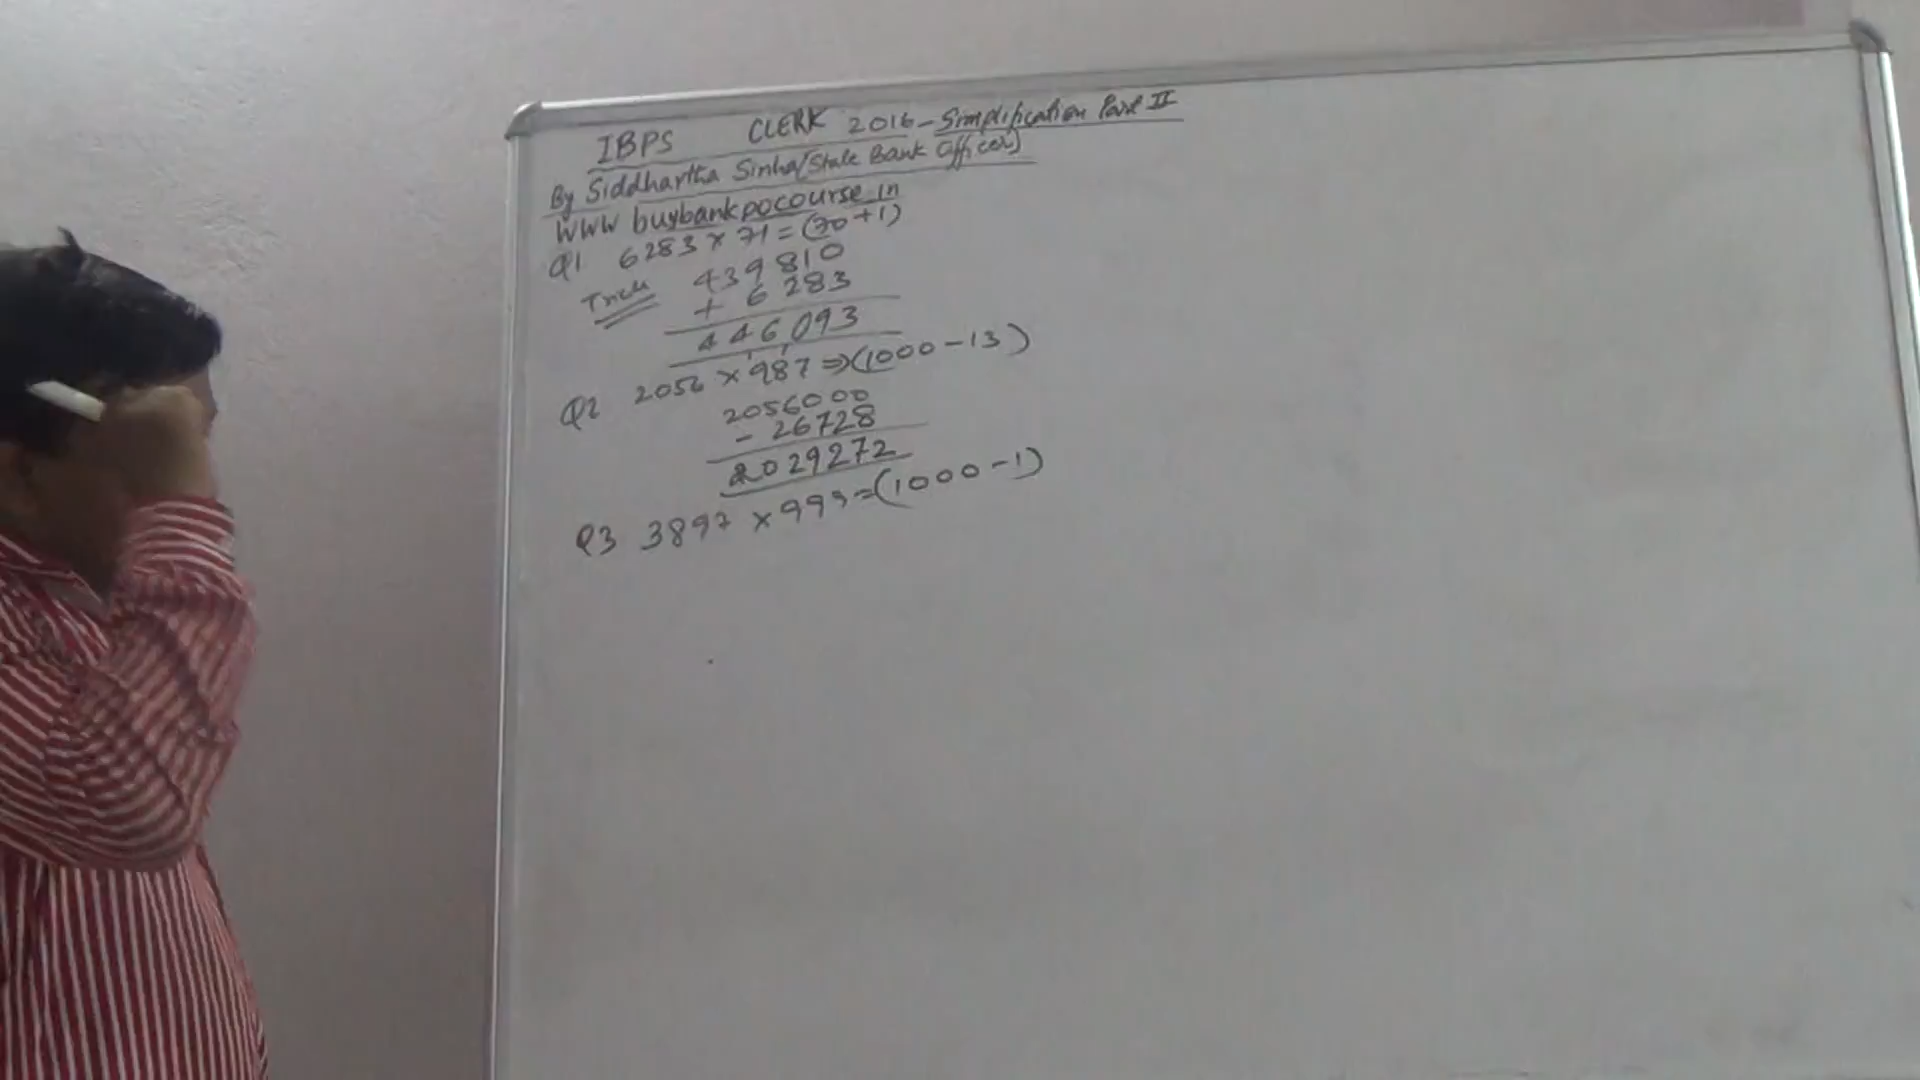 IBPS CLERK 2016 - Simplification Part II
By Siddhartha Sinha (State Bank Officer)
www buybankpocourse.in
Q1 6283 × 71 = (70 + 1)
Trick 439810
+ 6283
446093
Q2 2056 × 987 ⇒ (1000 - 13)
2056000
- 26728
2029272
Q3 3897 × 999 = (1000 - 1)